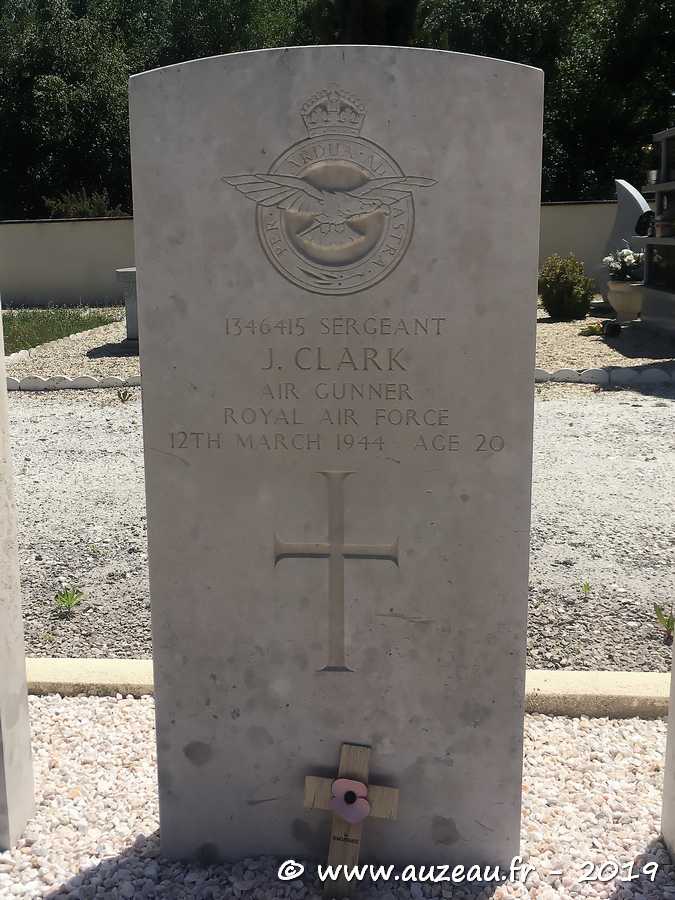 PER · ARDUA · AD · ASTRA
1346415 SERGEANT
J. CLARK
AIR GUNNER
ROYAL AIR FORCE
12TH MARCH 1944 AGE 20
© www.auzeau.fr - 2019